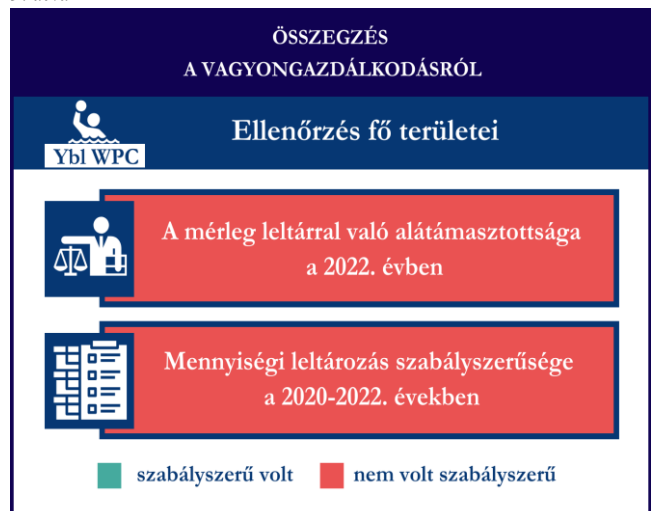 ÖSSZEGZÉS
A VAGYONGAZDÁLKODÁSRÓL
Ybl WPC
Ellenőrzés fő területei
A mérleg leltárral való alátámasztottsága
a 2022. évben
Mennyiségi leltározás szabályszerűsége
a 2020-2022. években
szabályszerű volt
nem volt szabályszerű